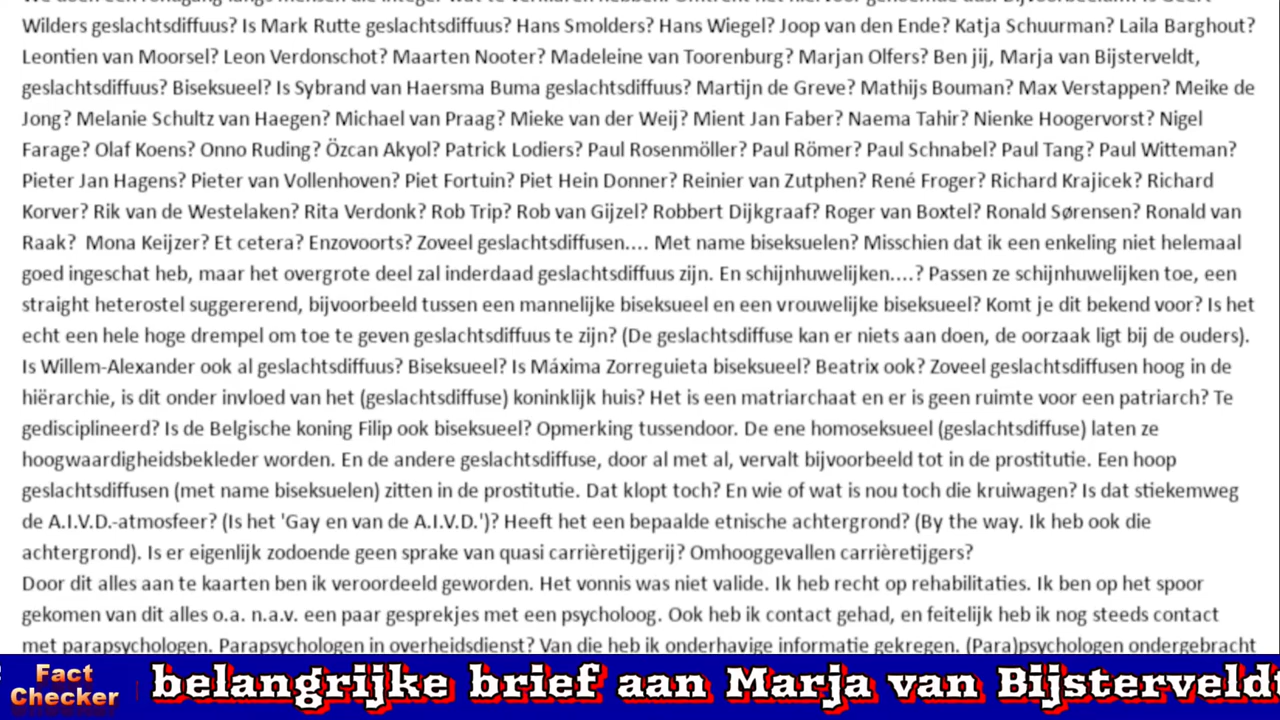 Wilders geslachtsdiffuus? Is Mark Rutte geslachtsdiffuus? Hans Smolders? Hans Wiegel? Joop van den Ende? Katja Schuurman? Laila Barghout?
Leontien van Moorsel? Leon Verdonschot? Maarten Nooter? Madeleine van Toorenburg? Marjan Olfers? Ben jij, Marja van Bijsterveldt,
geslachtsdiffuus? Biseksueel? Is Sybrand van Haersma Buma geslachtsdiffuus? Martijn de Greve? Mathijs Bouman? Max Verstappen? Meike de
Jong? Melanie Schultz van Haegen? Michael van Praag? Mieke van der Weij? Mient Jan Faber? Naema Tahir? Nienke Hoogervorst? Nigel
Farage? Olaf Koens? Onno Ruding? Özcan Akyol? Patrick Lodiers? Paul Rosenmöller? Paul Römer? Paul Schnabel? Paul Tang? Paul Witteman?
Pieter Jan Hagens? Pieter van Vollenhoven? Piet Fortuin? Piet Hein Donner? Reinier van Zutphen? René Froger? Richard Krajicek? Richard
Korver? Rik van de Westelaken? Rita Verdonk? Rob Trip? Rob van Gijzel? Robbert Dijkgraaf? Roger van Boxtel? Ronald Sørensen? Ronald van
Raak?  Mona Keijzer? Et cetera? Enzovoorts? Zoveel geslachtsdiffusen.... Met name biseksuelen? Misschien dat ik een enkeling niet helemaal
goed ingeschat heb, maar het overgrote deel zal inderdaad geslachtsdiffuus zijn. En schijnhuwelijken....? Passen ze schijnhuwelijken toe, een
straight heterostel suggererend, bijvoorbeeld tussen een mannelijke biseksueel en een vrouwelijke biseksueel? Komt je dit bekend voor? Is het
echt een hele hoge drempel om toe te geven geslachtsdiffuus te zijn? (De geslachtsdiffuse kan er niets aan doen, de oorzaak ligt bij de ouders).
Is Willem-Alexander ook al geslachtsdiffuus? Biseksueel? Is Máxima Zorreguieta biseksueel? Beatrix ook? Zoveel geslachtsdiffusen hoog in de
hiërarchie, is dit onder invloed van het (geslachtsdiffuse) koninklijk huis? Het is een matriarchaat en er is geen ruimte voor een patriarch? Te
gedisciplineerd? Is de Belgische koning Filip ook biseksueel? Opmerking tussendoor. De ene homoseksueel (geslachtsdiffuse) laten ze
hoogwaardigheidsbekleder worden. En de andere geslachtsdiffuse, door al met al, vervalt bijvoorbeeld tot in de prostitutie. Een hoop
geslachtsdiffusen (met name biseksuelen) zitten in de prostitutie. Dat klopt toch? En wie of wat is nou toch die kruiwagen? Is dat stiekemweg
de A.I.V.D.-atmosfeer? (Is het 'Gay en van de A.I.V.D.')? Heeft het een bepaalde etnische achtergrond? (By the way. Ik heb ook die
achtergrond). Is er eigenlijk zodoende geen sprake van quasi carrièretijgerij? Omhooggevallen carrièretijgers?
Door dit alles aan te kaarten ben ik veroordeeld geworden. Het vonnis was niet valide. Ik heb recht op rehabilitaties. Ik ben op het spoor
gekomen van dit alles o.a. n.a.v. een paar gesprekjes met een psycholoog. Ook heb ik contact gehad, en feitelijk heb ik nog steeds contact
met parapsychologen. Parapsychologen in overheidsdienst? Van die heb ik onderhavige informatie gekregen. (Para)psychologen ondergebracht
Fact
Checker
belangrijke brief aan Marja van Bijsterveld